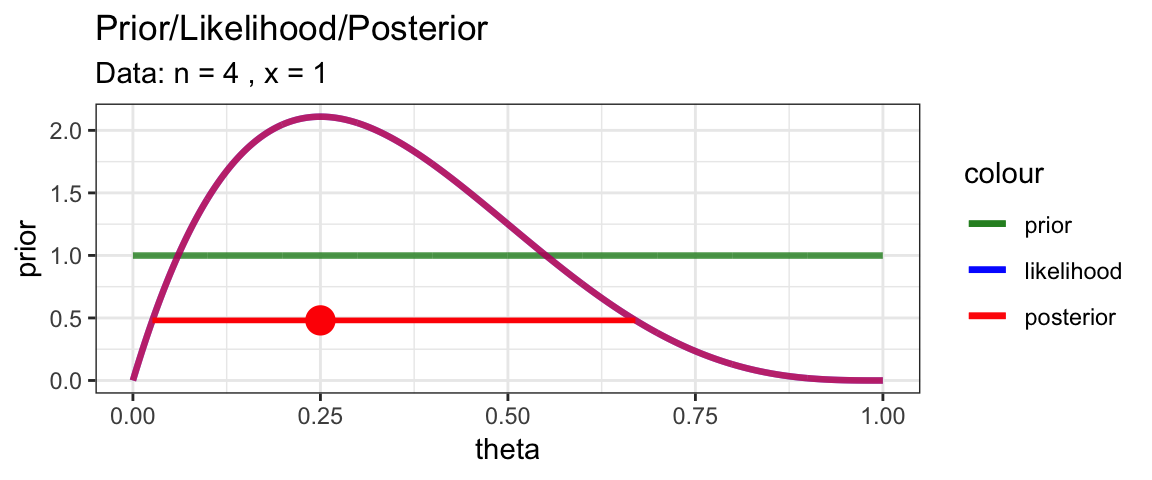 Prior/Likelihood/Posterior
Data: n = 4 , x = 1
prior
2.0
1.5
1.0
0.5
0.0
0.00 0.25 0.50 0.75 1.00
theta
colour
prior
likelihood
posterior